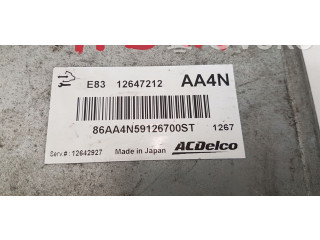 E83 12647212 AA4N
86AA4N59126700ST 1267
Serv.#: 12642927 Made in Japan ACDelco